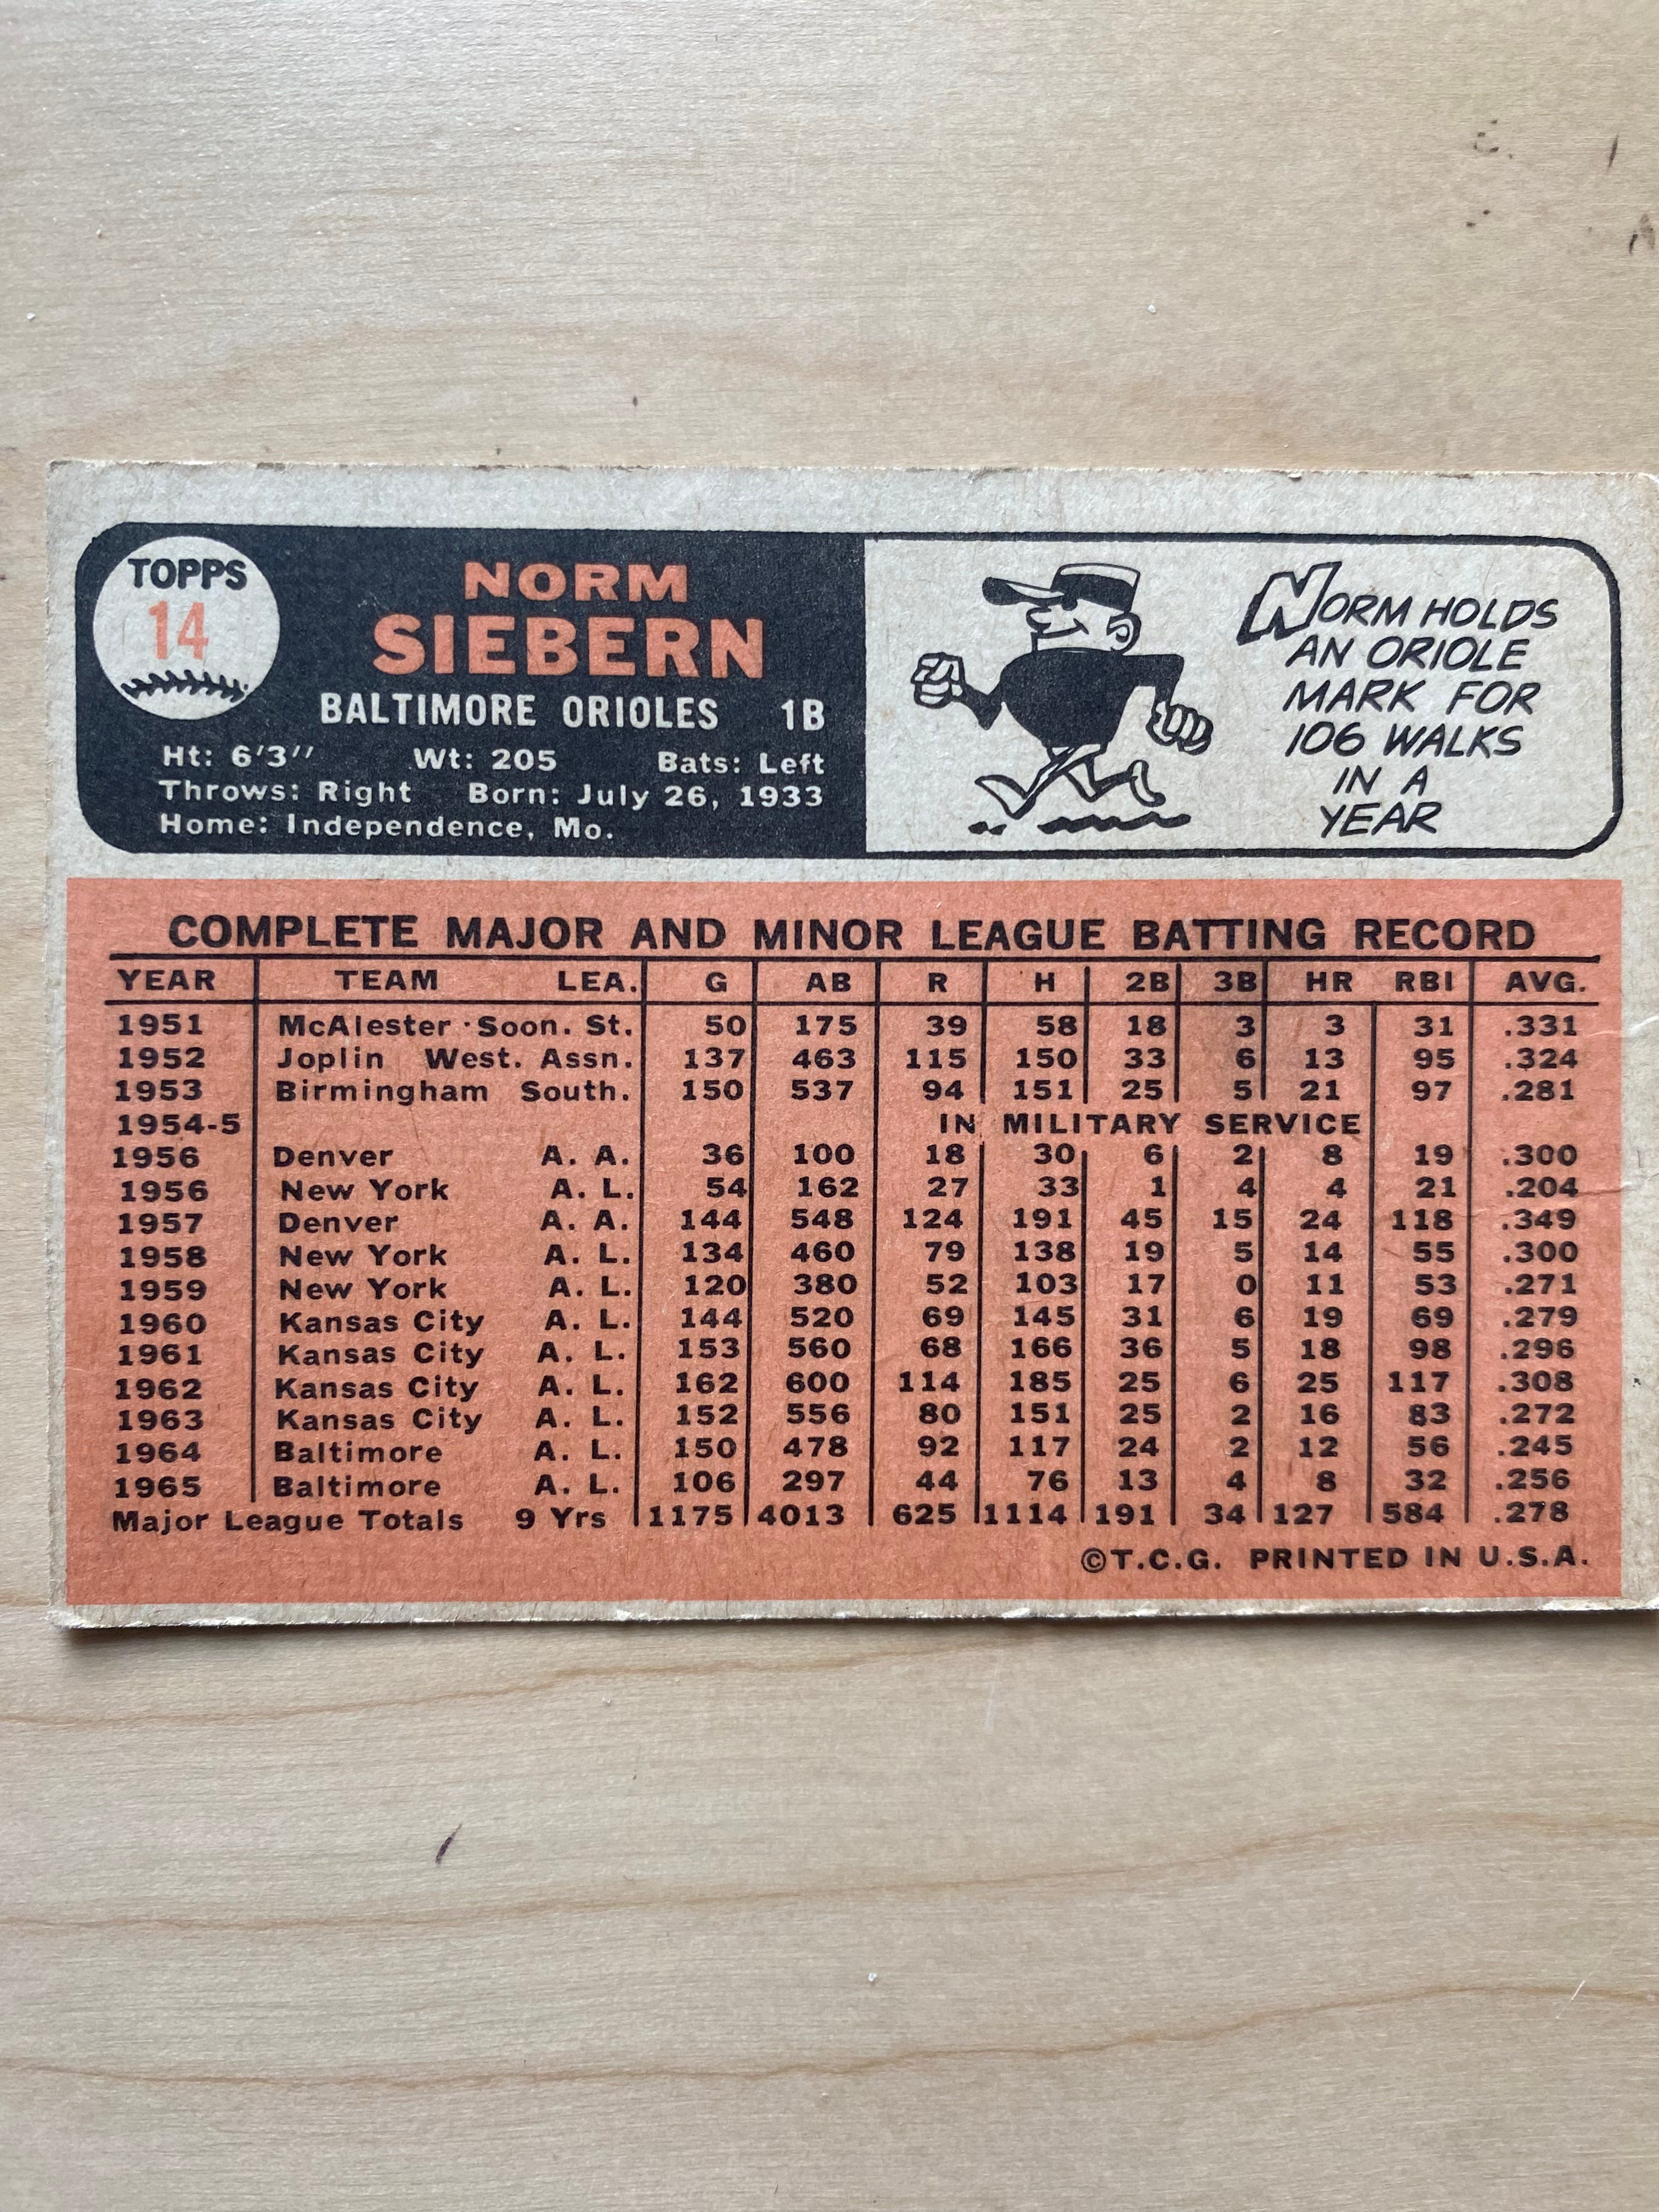 TOPPS
14
NORM
SIEBERN
BALTIMORE ORIOLES 1B
Ht: 6'3" Wt: 205 Bats: Left
Throws: Right Born: July 26, 1933
Home: Independence, Mo.
NORM HOLDS
AN ORIOLE
MARK FOR
106 WALKS
IN A
YEAR
COMPLETE MAJOR AND MINOR LEAGUE BATTING RECORD
YEAR TEAM LEA. G AB R H 2B 3B HR RBI AVG.
1951 McAlester Soon. St. 50 175 39 58 18 3 3 31 .331
1952 Joplin West. Assn. 137 463 115 150 33 6 13 95 .324
1953 Birmingham South. 150 537 94 151 25 5 21 97 .281
1954-5 IN MILITARY SERVICE
1956 Denver A. A. 36 100 18 30 6 2 8 19 .300
1956 New York A. L. 54 162 27 33 1 4 4 21 .204
1957 Denver A. A. 144 548 124 191 45 15 24 118 .349
1958 New York A. L. 134 460 79 138 19 5 14 55 .300
1959 New York A. L. 120 380 52 103 17 0 11 53 .271
1960 Kansas City A. L. 144 520 69 145 31 6 19 69 .279
1961 Kansas City A. L. 153 560 68 166 36 5 18 98 .296
1962 Kansas City A. L. 162 600 114 185 25 6 25 117 .308
1963 Kansas City A. L. 152 556 80 151 25 2 16 83 .272
1964 Baltimore A. L. 150 478 92 117 24 2 12 56 .245
1965 Baltimore A. L. 106 297 44 76 13 4 8 32 .256
Major League Totals 9 Yrs 1175 4013 625 1114 191 34 127 584 .278
©T.C.G. PRINTED IN U.S.A.